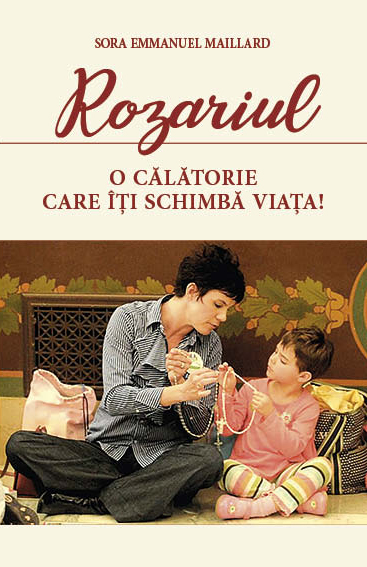 SORA EMMANUEL MAILLARD
Rozariul
O CĂLĂTORIE
CARE ÎȚI SCHIMBĂ VIAȚA!